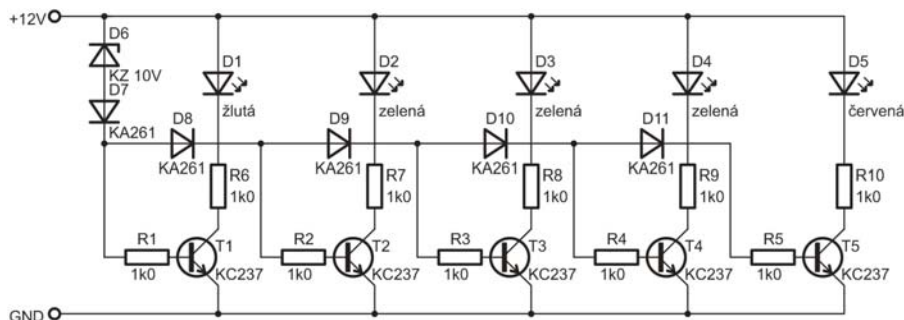 +12V
D6
KZ 10V
D7
KA261
D1
žlutá
D2
zelená
D3
zelená
D4
zelená
D5
červená
D8
KA261
D9
KA261
D10
KA261
D11
KA261
R6
1k0
R7
1k0
R8
1k0
R9
1k0
R10
1k0
R1
1k0
T1
KC237
R2
1k0
T2
KC237
R3
1k0
T3
KC237
R4
1k0
T4
KC237
R5
1k0
T5
KC237
GND